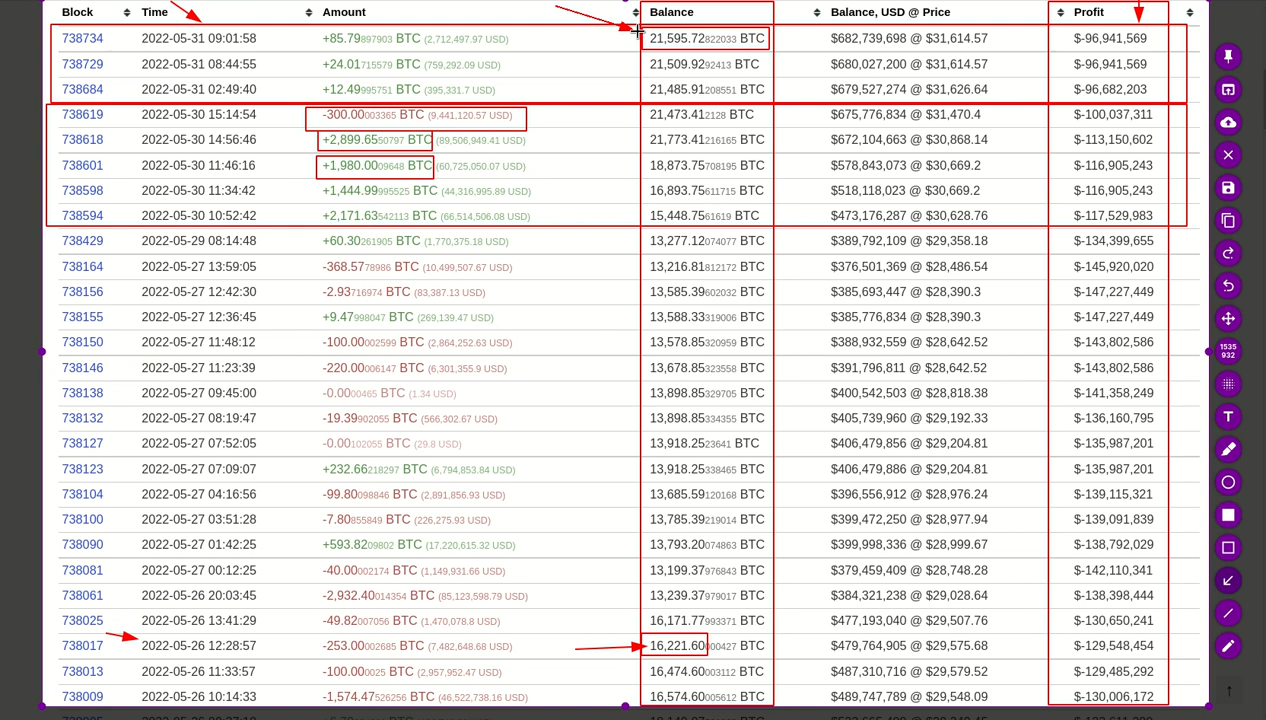 Block Time Amount Balance Balance, USD @ Price Profit
738734 2022-05-31 09:01:58 +85.79897903 BTC (2,712,497.97 USD) 21,595.72822033 BTC $682,739,698 @ $31,614.57 $-96,941,569
738729 2022-05-31 08:44:55 +24.01715579 BTC (759,292.09 USD) 21,509.9292413 BTC $680,027,200 @ $31,614.57 $-96,941,569
738684 2022-05-31 02:49:40 +12.49995751 BTC (395,331.7 USD) 21,485.91208551 BTC $679,527,274 @ $31,626.64 $-96,682,203
738619 2022-05-30 15:14:54 -300.00003365 BTC (9,441,120.57 USD) 21,473.412128 BTC $675,776,834 @ $31,470.4 $-100,037,311
738618 2022-05-30 14:56:46 +2,899.6550797 BTC (89,506,949.41 USD) 21,773.41216165 BTC $672,104,663 @ $30,868.14 $-113,150,602
738601 2022-05-30 11:46:16 +1,980.0009648 BTC (60,725,050.07 USD) 18,873.75708195 BTC $578,843,073 @ $30,669.2 $-116,905,243
738598 2022-05-30 11:34:42 +1,444.99995525 BTC (44,316,995.89 USD) 16,893.75611715 BTC $518,118,023 @ $30,669.2 $-116,905,243
738594 2022-05-30 10:52:42 +2,171.63542113 BTC (66,514,506.08 USD) 15,448.7561619 BTC $473,176,287 @ $30,628.76 $-117,529,983
738429 2022-05-29 08:14:48 +60.30261905 BTC (1,770,375.18 USD) 13,277.12074077 BTC $389,792,109 @ $29,358.18 $-134,399,655
738164 2022-05-27 13:59:05 -368.5778986 BTC (10,499,507.67 USD) 13,216.81812172 BTC $376,501,369 @ $28,486.54 $-145,920,020
738156 2022-05-27 12:42:30 -2.93716974 BTC (83,387.13 USD) 13,585.39602032 BTC $385,693,447 @ $28,390.3 $-147,227,449
738155 2022-05-27 12:36:45 +9.47998047 BTC (269,139.47 USD) 13,588.33319006 BTC $385,776,834 @ $28,390.3 $-147,227,449
738150 2022-05-27 11:48:12 -100.00002599 BTC (2,864,252.63 USD) 13,578.85320959 BTC $388,932,559 @ $28,642.52 $-143,802,586
738146 2022-05-27 11:23:39 -220.00006147 BTC (6,301,355.9 USD) 13,678.85323558 BTC $391,796,811 @ $28,642.52 $-143,802,586
738138 2022-05-27 09:45:00 -0.0000465 BTC (1.34 USD) 13,898.85329705 BTC $400,542,503 @ $28,818.38 $-141,358,249
738132 2022-05-27 08:19:47 -19.39902055 BTC (566,302.67 USD) 13,898.85334355 BTC $405,739,960 @ $29,192.33 $-136,160,795
738127 2022-05-27 07:52:05 -0.00102055 BTC (29.8 USD) 13,918.2523641 BTC $406,479,856 @ $29,204.81 $-135,987,201
738123 2022-05-27 07:09:07 +232.66218297 BTC (6,794,853.84 USD) 13,918.25338465 BTC $406,479,886 @ $29,204.81 $-135,987,201
738104 2022-05-27 04:16:56 -99.80098846 BTC (2,891,856.93 USD) 13,685.59120168 BTC $396,556,912 @ $28,976.24 $-139,115,321
738100 2022-05-27 03:51:28 -7.80855849 BTC (226,275.93 USD) 13,785.39219014 BTC $399,472,250 @ $28,977.94 $-139,091,839
738090 2022-05-27 01:42:25 +593.8209802 BTC (17,220,615.32 USD) 13,793.20074863 BTC $399,998,336 @ $28,999.67 $-138,792,029
738081 2022-05-27 00:12:25 -40.00002174 BTC (1,149,931.66 USD) 13,199.37976843 BTC $379,459,409 @ $28,748.28 $-142,110,341
738061 2022-05-26 20:03:45 -2,932.40014354 BTC (85,123,598.79 USD) 13,239.37979017 BTC $384,321,238 @ $29,028.64 $-138,398,444
738025 2022-05-26 13:41:29 -49.82007056 BTC (1,470,078.8 USD) 16,171.77993371 BTC $477,193,040 @ $29,507.76 $-130,650,241
738017 2022-05-26 12:28:57 -253.00002685 BTC (7,482,648.68 USD) 16,221.60000427 BTC $479,764,905 @ $29,575.68 $-129,548,454
738013 2022-05-26 11:33:57 -100.0000025 BTC (2,957,952.47 USD) 16,474.60003112 BTC $487,310,716 @ $29,579.52 $-129,485,292
738009 2022-05-26 10:14:33 -1,574.47526256 BTC (46,522,738.16 USD) 16,574.60005612 BTC $489,747,789 @ $29,548.09 $-130,006,172
1535
932
T